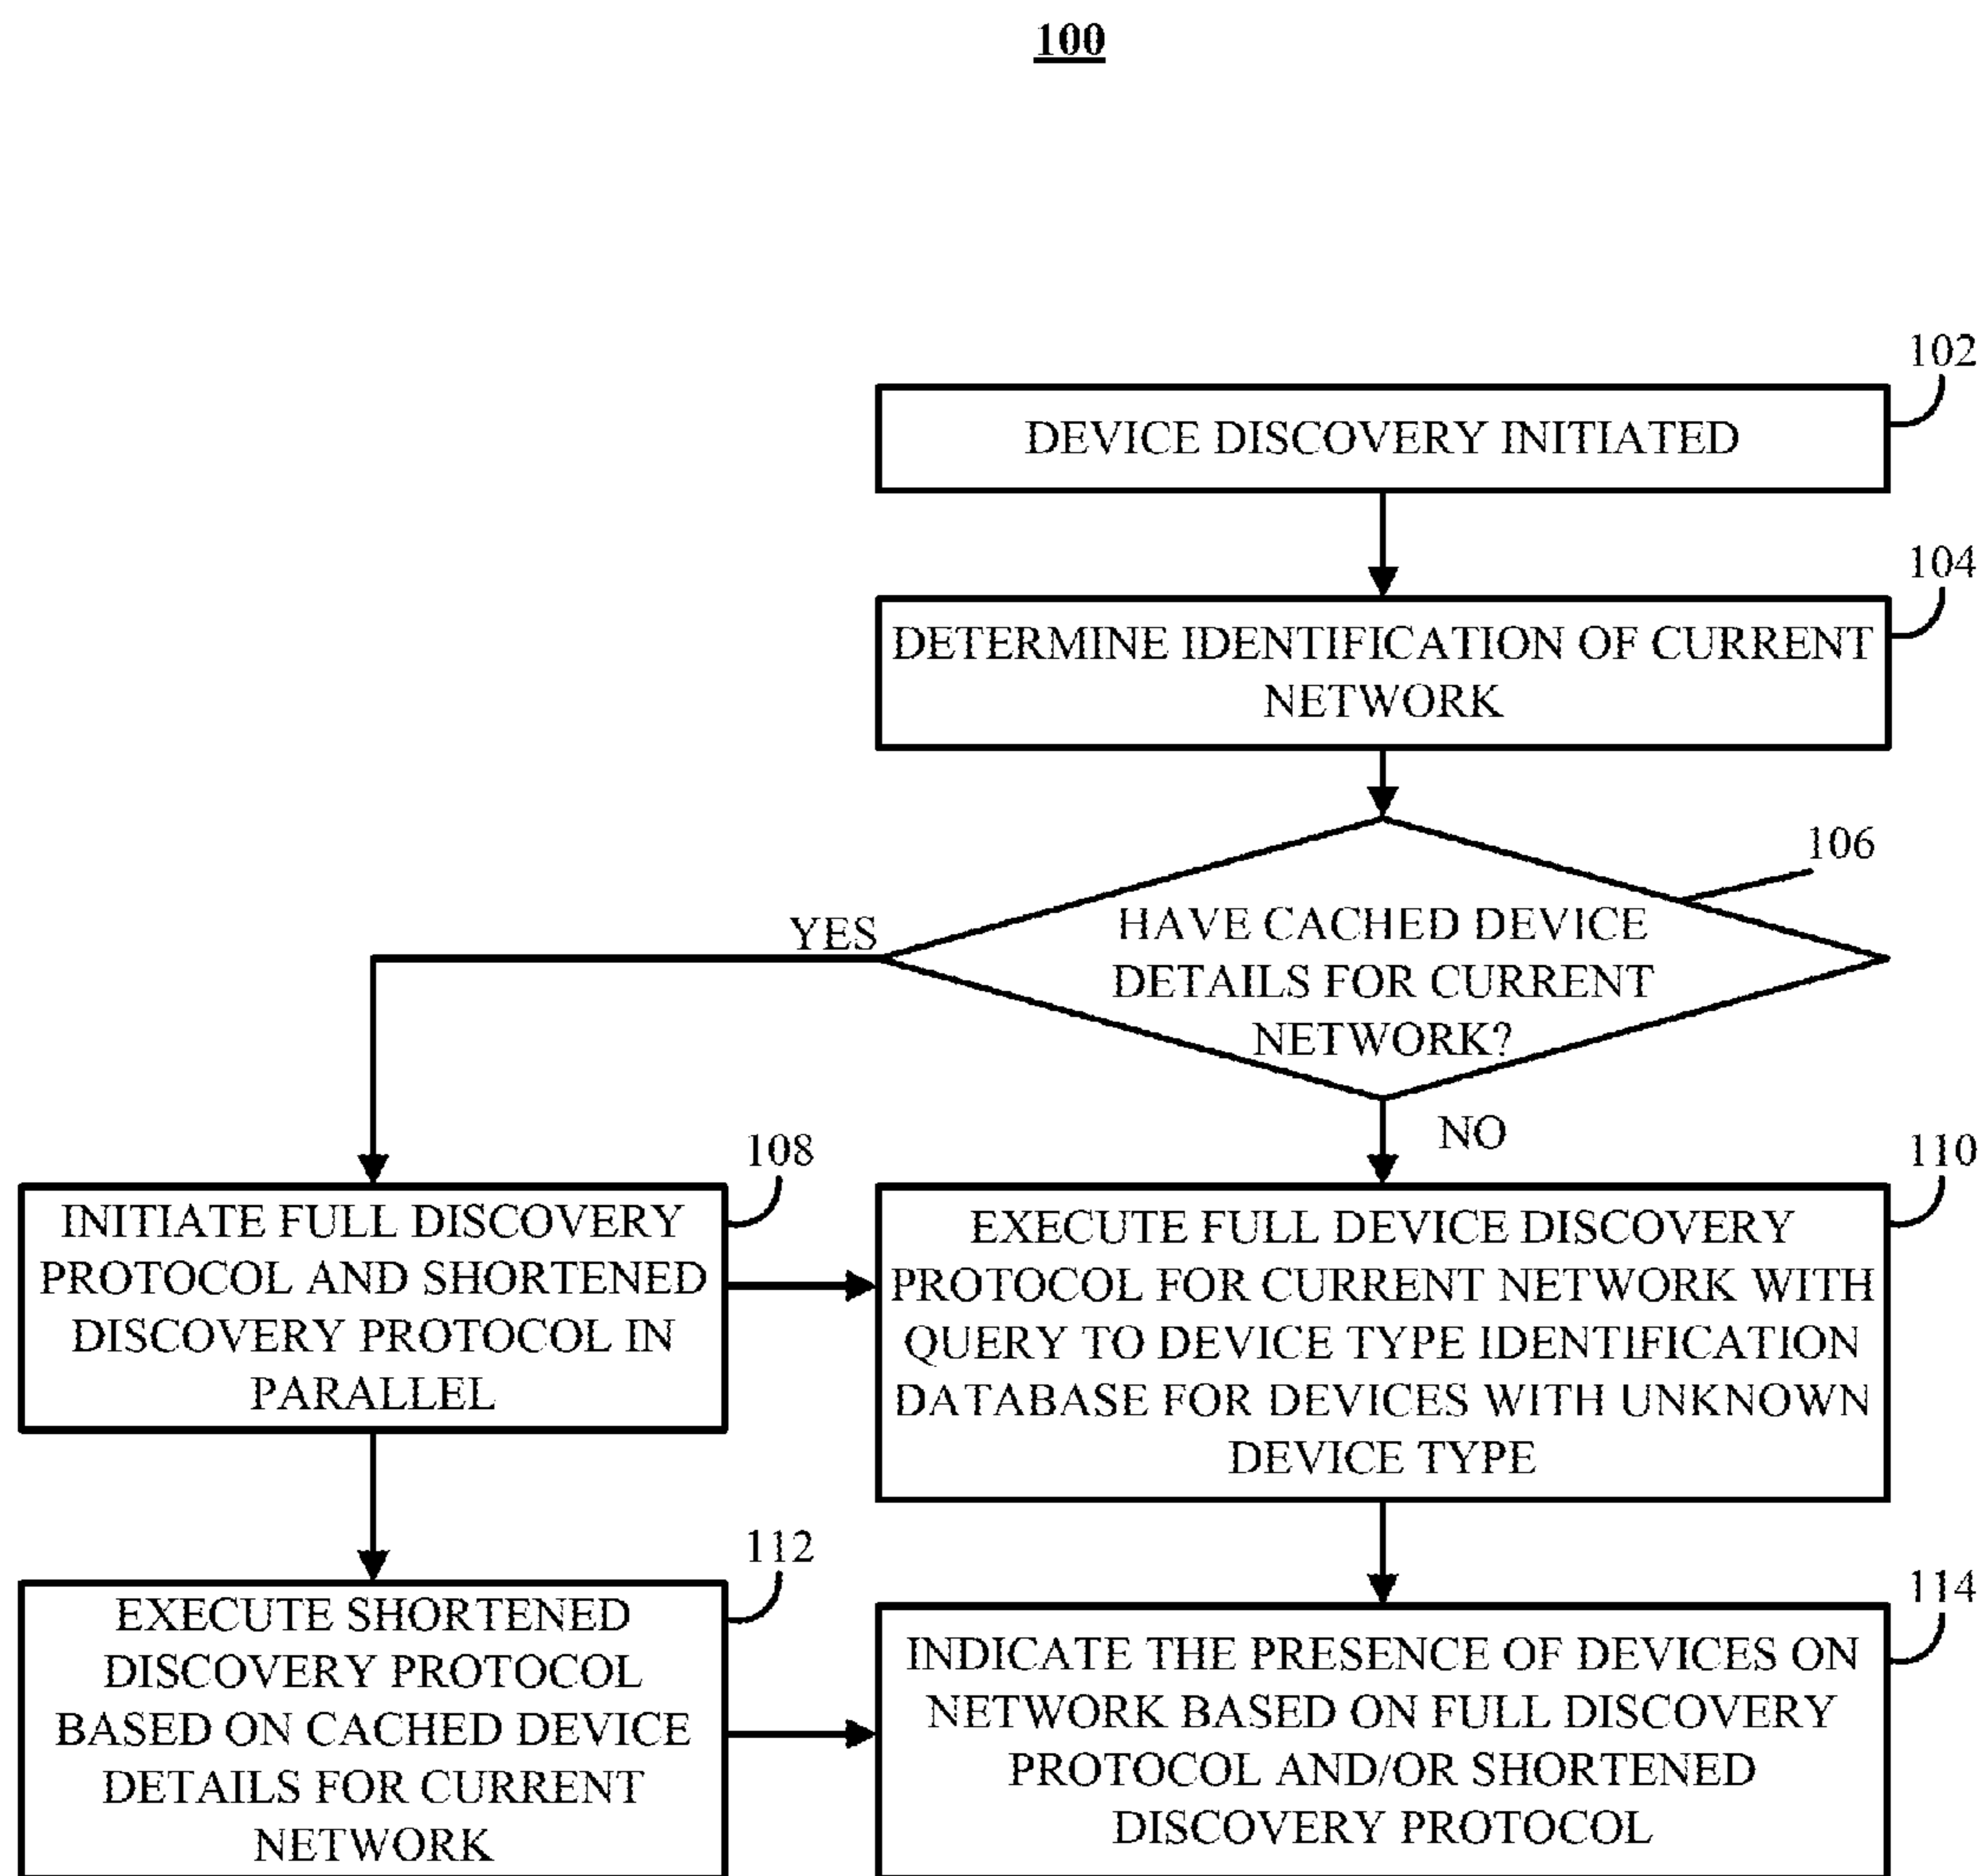 100
102
DEVICE DISCOVERY INITIATED
104
DETERMINE IDENTIFICATION OF CURRENT
NETWORK
106
HAVE CACHED DEVICE
DETAILS FOR CURRENT
NETWORK?
YES
NO
108
INITIATE FULL DISCOVERY
PROTOCOL AND SHORTENED
DISCOVERY PROTOCOL IN
PARALLEL
110
EXECUTE FULL DEVICE DISCOVERY
PROTOCOL FOR CURRENT NETWORK WITH
QUERY TO DEVICE TYPE IDENTIFICATION
DATABASE FOR DEVICES WITH UNKNOWN
DEVICE TYPE
112
EXECUTE SHORTENED
DISCOVERY PROTOCOL
BASED ON CACHED DEVICE
DETAILS FOR CURRENT
NETWORK
114
INDICATE THE PRESENCE OF DEVICES ON
NETWORK BASED ON FULL DISCOVERY
PROTOCOL AND/OR SHORTENED
DISCOVERY PROTOCOL